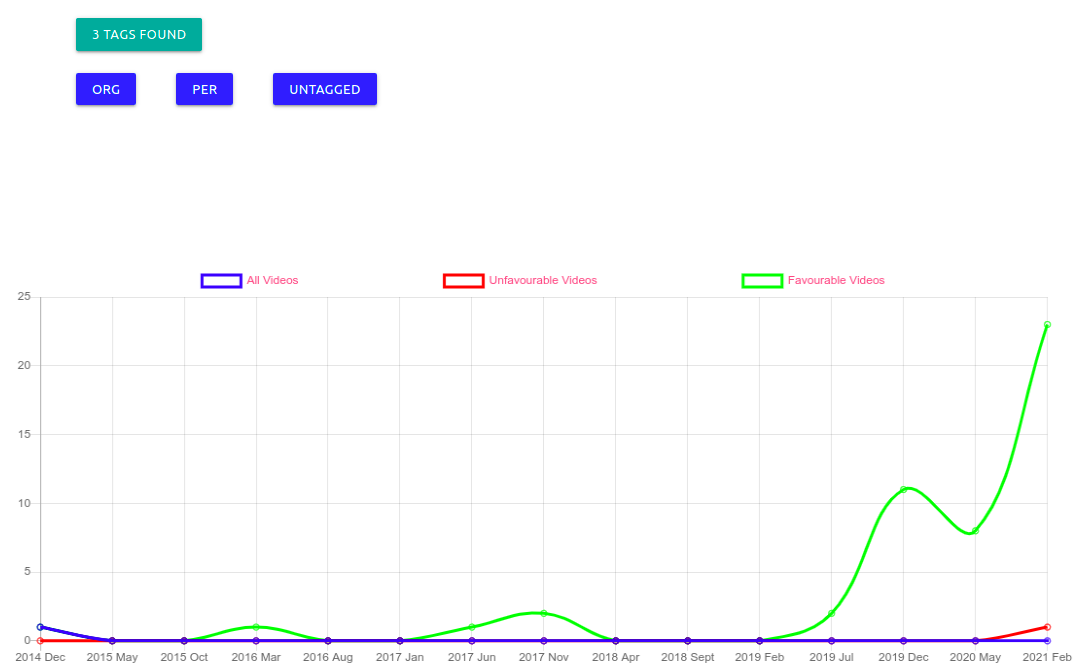 3 TAGS FOUND
ORG PER UNTAGGED
All Videos Unfavourable Videos Favourable Videos
25
20
15
10
5
0
2014 Dec 2015 May 2015 Oct 2016 Mar 2016 Aug 2017 Jan 2017 Jun 2017 Nov 2018 Apr 2018 Sept 2019 Feb 2019 Jul 2019 Dec 2020 May 2021 Feb